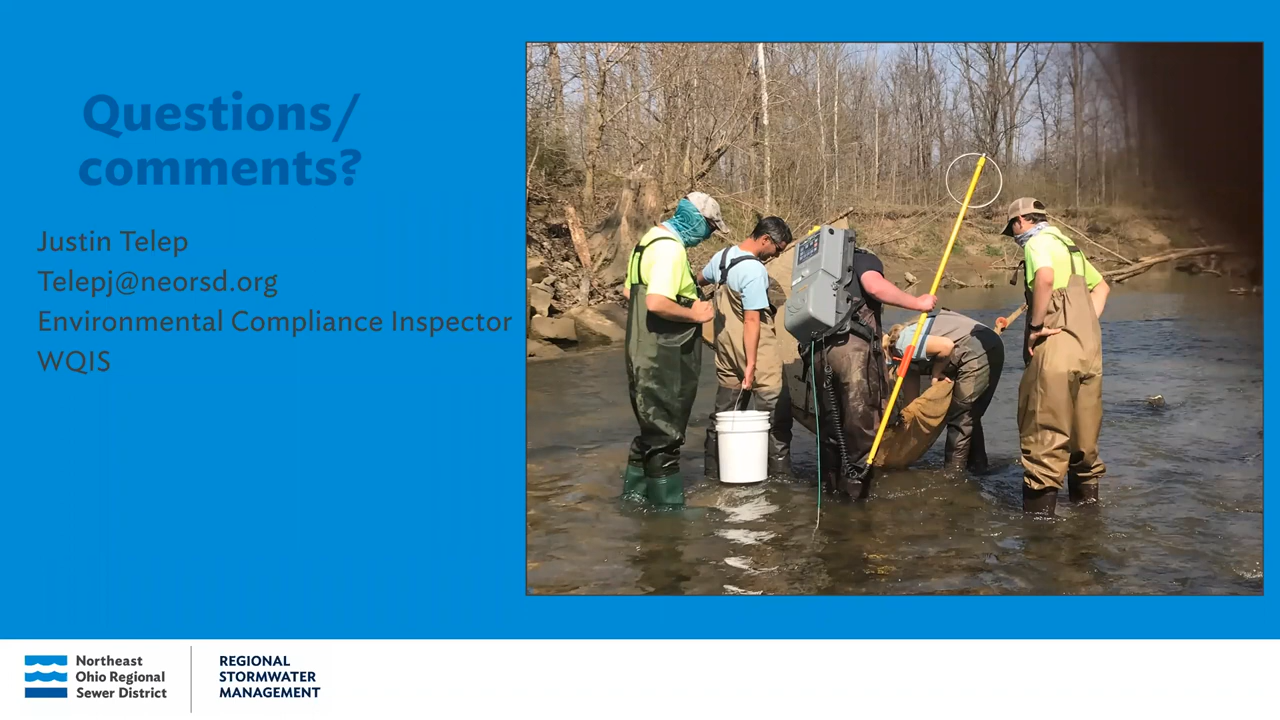 Questions/
comments?
Justin Telep
Telepj@neorsd.org
Environmental Compliance Inspector
WQIS
Northeast
Ohio Regional
Sewer District
REGIONAL
STORMWATER
MANAGEMENT